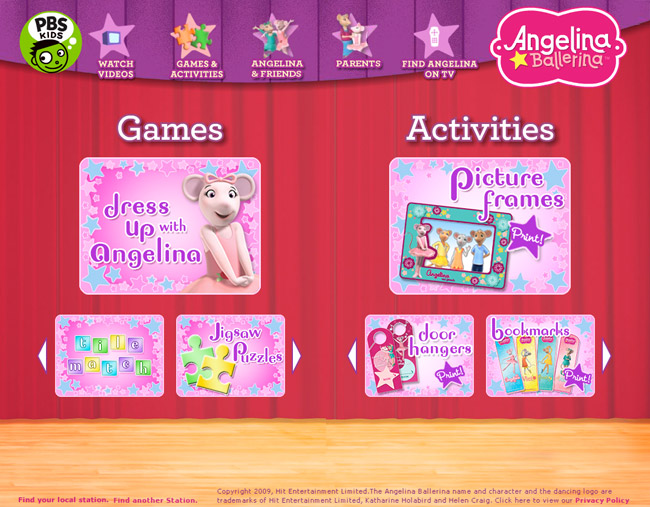 PBS
KIDS
WATCH
VIDEOS
GAMES &
ACTIVITIES
ANGELINA
& FRIENDS
PARENTS
FIND ANGELINA
ON TV
Angelina
Ballerina™
Games
dress
up with
Angelina
tile
match
Jigsaw
Puzzles
Activities
Picture
frames
Print!
Angelina
door
hangers
Print!
bookmarks
Print!
Find your local station. Find another Station.
Copyright 2009, Hit Entertainment Limited.The Angelina Ballerina name and character and the dancing logo are
trademarks of Hit Entertainment Limited, Katharine Holabird and Helen Craig. Click here to view our Privacy Policy